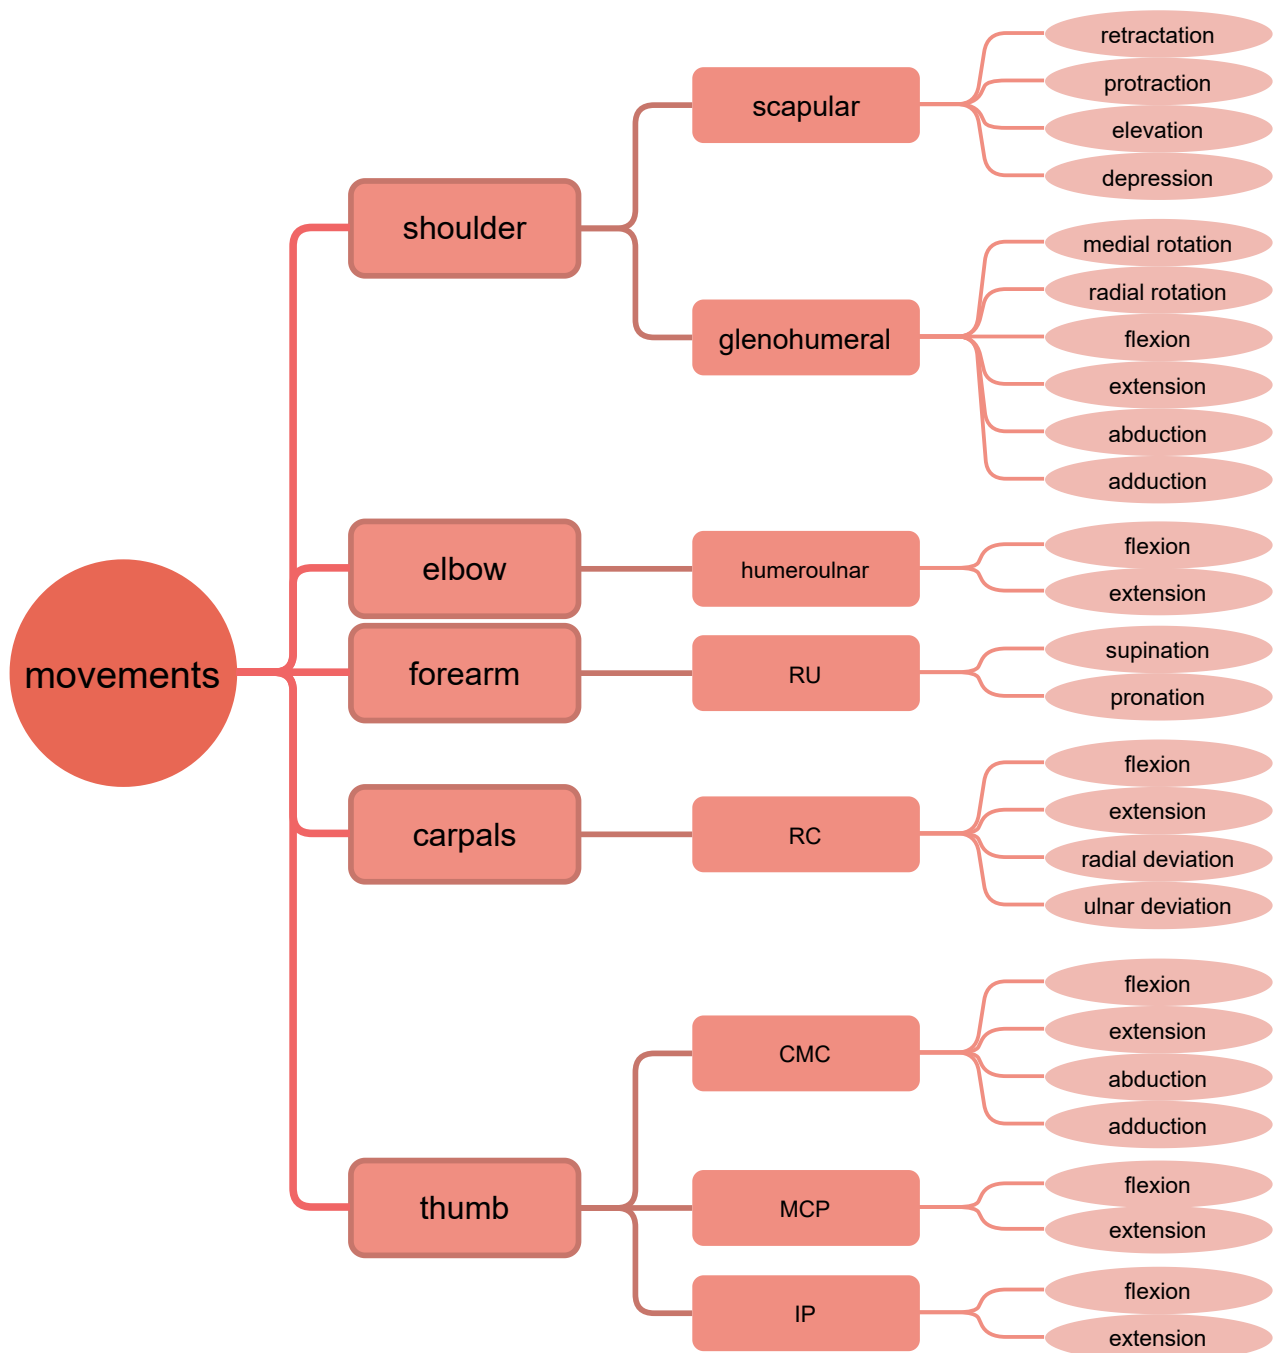 movements
shoulder
scapular
retractation
protraction
elevation
depression
glenohumeral
medial rotation
radial rotation
flexion
extension
abduction
adduction
elbow
humeroulnar
flexion
extension
forearm
RU
supination
pronation
carpals
RC
flexion
extension
radial deviation
ulnar deviation
thumb
CMC
flexion
extension
abduction
adduction
MCP
flexion
extension
IP
flexion
extension